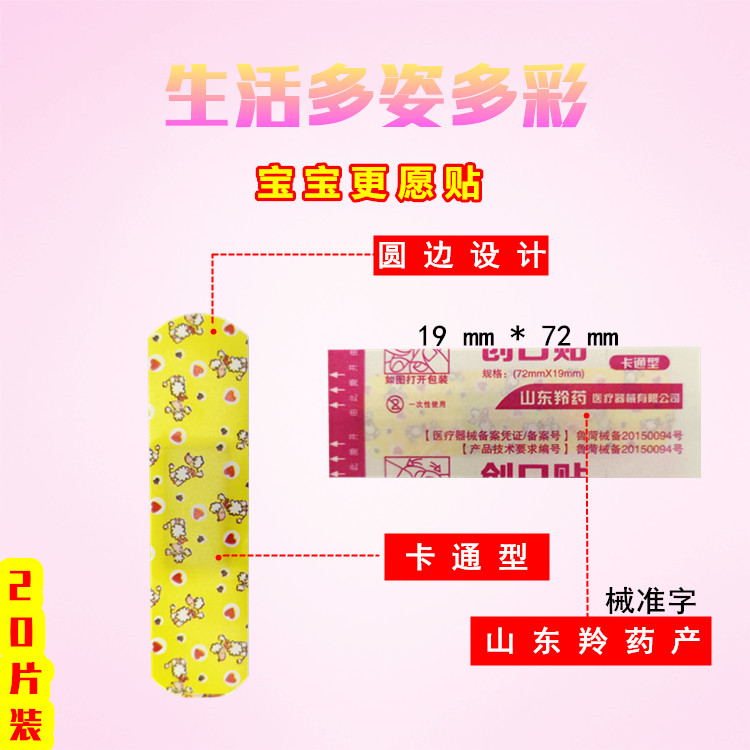 生活多姿多彩
宝宝更愿贴
圆边设计
19 mm * 72 mm
创口贴
卡通型
如图打开包装
规格：(72mmX19mm)
一次性使用
山东羚药 医疗器械有限公司
【医疗器械备案凭证/备案号】 鲁菏械备20150094号
【产品技术要求编号】 鲁菏械备20150094号
创口贴
卡通型
械准字
山东羚药产
20片装